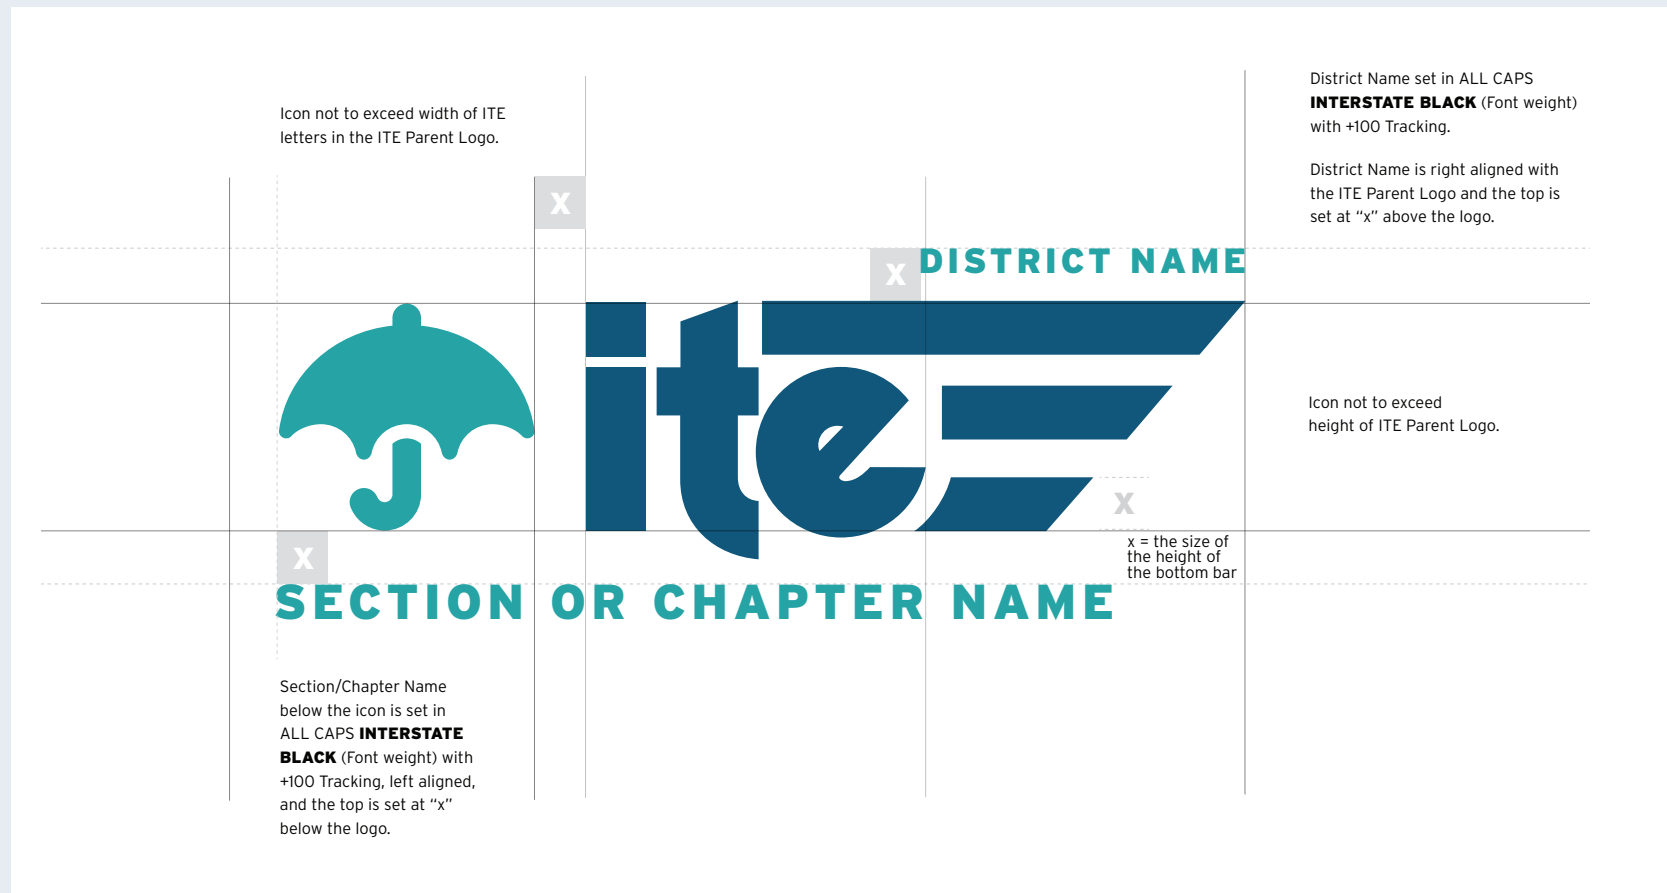 Icon not to exceed width of ITE
letters in the ITE Parent Logo.
District Name set in ALL CAPS
INTERSTATE BLACK (Font weight)
with +100 Tracking.
District Name is right aligned with
the ITE Parent Logo and the top is
set at “x” above the logo.
X
X
DISTRICT NAME
ite
Icon not to exceed
height of ITE Parent Logo.
X
x = the size of
the height of
the bottom bar
X
SECTION OR CHAPTER NAME
Section/Chapter Name
below the icon is set in
ALL CAPS INTERSTATE
BLACK (Font weight) with
+100 Tracking, left aligned,
and the top is set at “x”
below the logo.